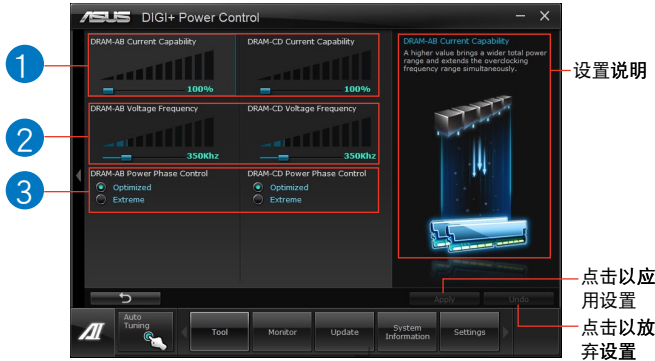 ASUS DIGI+ Power Control
1
DRAM-AB Current Capability
100%
DRAM-CD Current Capability
100%
2
DRAM-AB Voltage Frequency
350Khz
DRAM-CD Voltage Frequency
350Khz
3
DRAM-AB Power Phase Control
Optimized
Extreme
DRAM-CD Power Phase Control
Optimized
Extreme
DRAM-AB Current Capability
A higher value brings a wider total power
range and extends the overclocking
frequency range simultaneously.
设置说明
Apply
Undo
点击以应
用设置
点击以放
弃设置
Auto
Tuning
Tool
Monitor
Update
System
Information
Settings